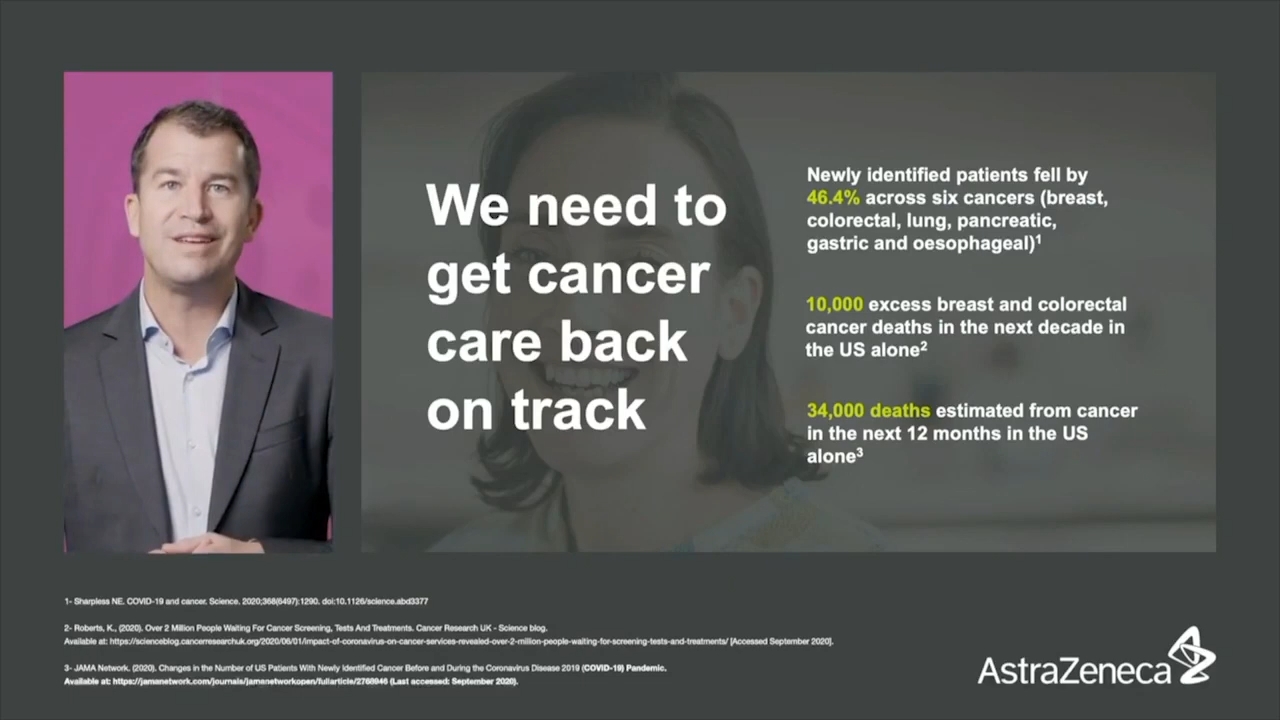 We need to
get cancer
care back
on track
Newly identified patients fell by
46.4% across six cancers (breast,
colorectal, lung, pancreatic,
gastric and oesophageal)¹
10,000 excess breast and colorectal
cancer deaths in the next decade in
the US alone²
34,000 deaths estimated from cancer
in the next 12 months in the US
alone³
1- Sharpless NE. COVID-19 and cancer. Science. 2020;368(6497):1290. doi:10.1126/science.abd3377
2- Roberts, K., (2020). Over 2 Million People Waiting For Cancer Screening, Tests And Treatments. Cancer Research UK - Science blog.
Available at: https://scienceblog.cancerresearchuk.org/2020/06/01/impact-of-coronavirus-on-cancer-services-revealed-over-2-million-people-waiting-for-screening-tests-and-treatments/ [Accessed September 2020].
3- JAMA Network. (2020). Changes in the Number of US Patients With Newly Identified Cancer Before and During the Coronavirus Disease 2019 (COVID-19) Pandemic.
Available at: https://jamanetwork.com/journals/jamanetworkopen/fullarticle/2768946 (Last accessed: September 2020).
AstraZeneca